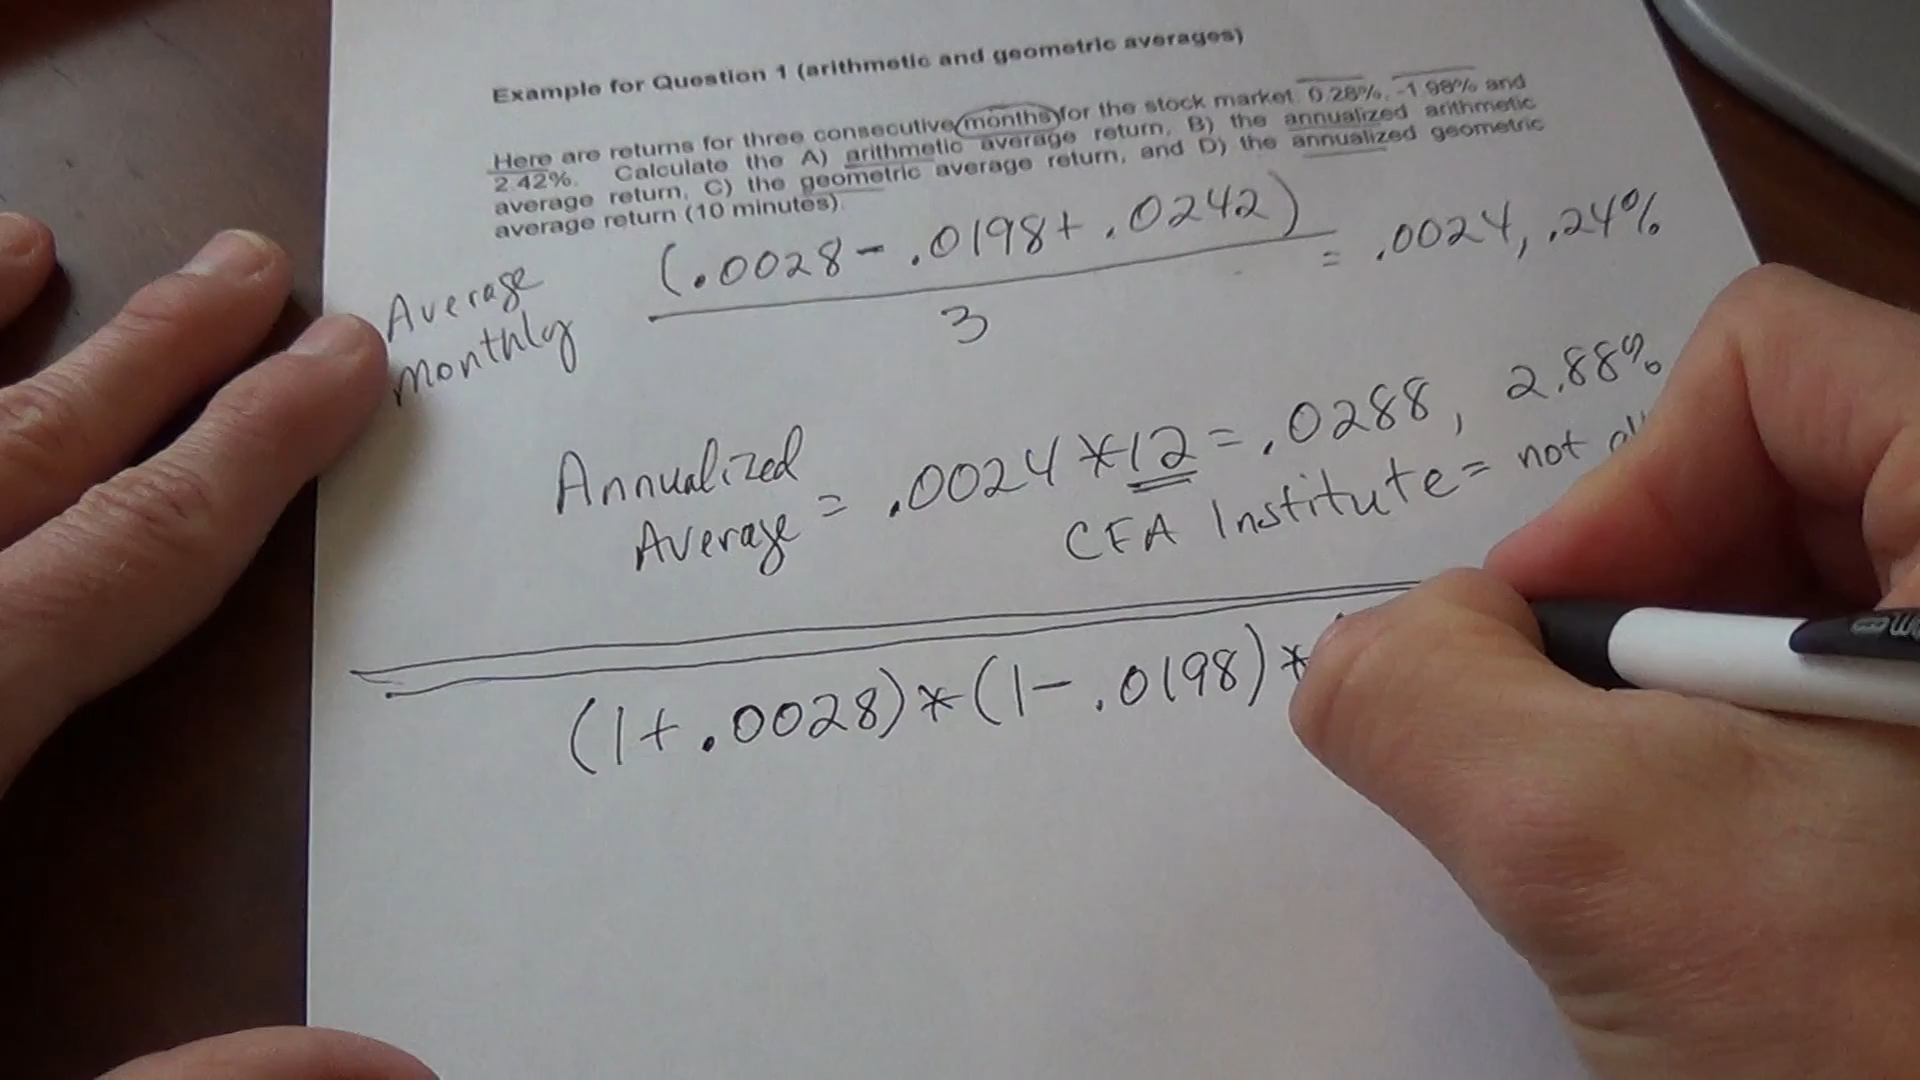 Example for Question 1 (arithmetic and geometric averages)
Here are returns for three consecutive months for the stock market 0.28%, -1.98% and
2.42%. Calculate the A) arithmetic average return, B) the annualized arithmetic
average return, C) the geometric average return, and D) the annualized geometric
average return (10 minutes).
Average
monthly
(.0028 - .0198 + .0242)
3
= .0024, .24%
Annualized
Average = .0024 * 12 = .0288, 2.88%
CFA Institute = not
(1 + .0028) * (1 - .0198) *